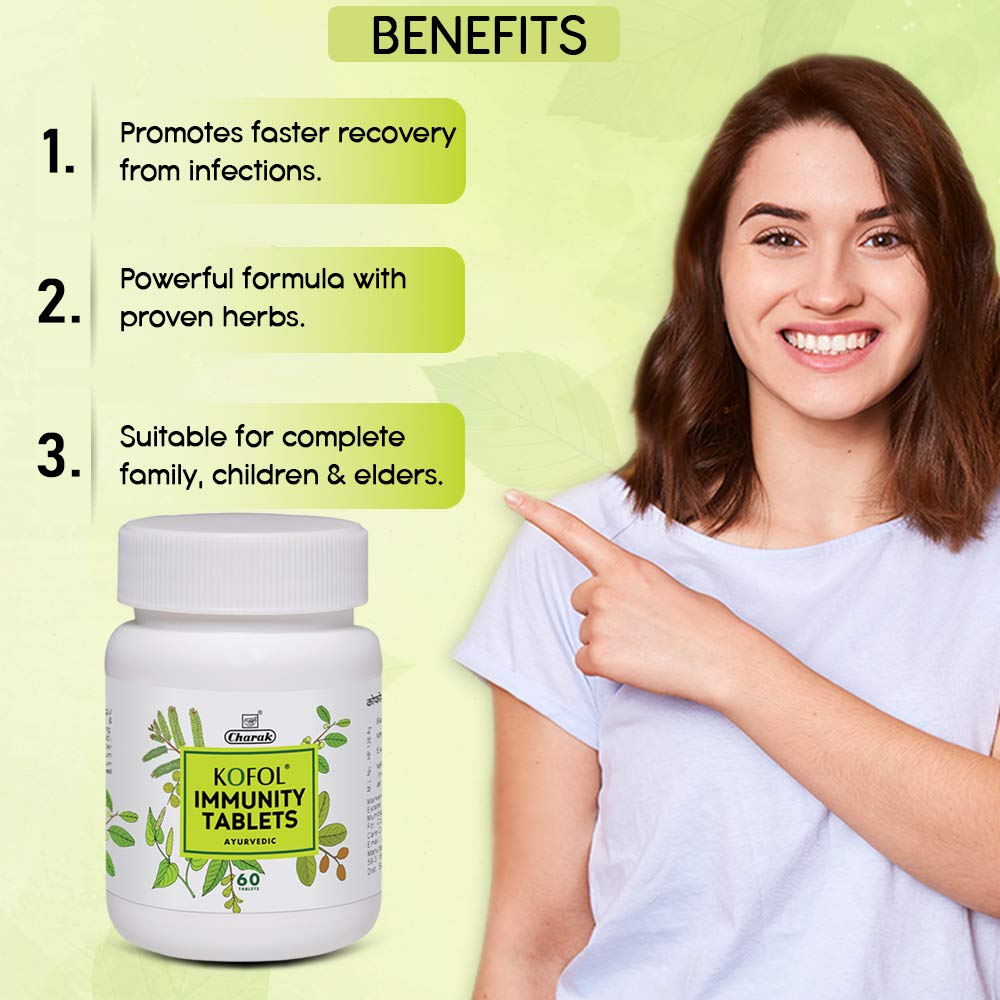 BENEFITS
1.
Promotes faster recovery
from infections.
2.
Powerful formula with
proven herbs.
3.
Suitable for complete
family, children & elders.
Charak
KOFOL®
IMMUNITY
TABLETS
AYURVEDIC
60
TABLETS